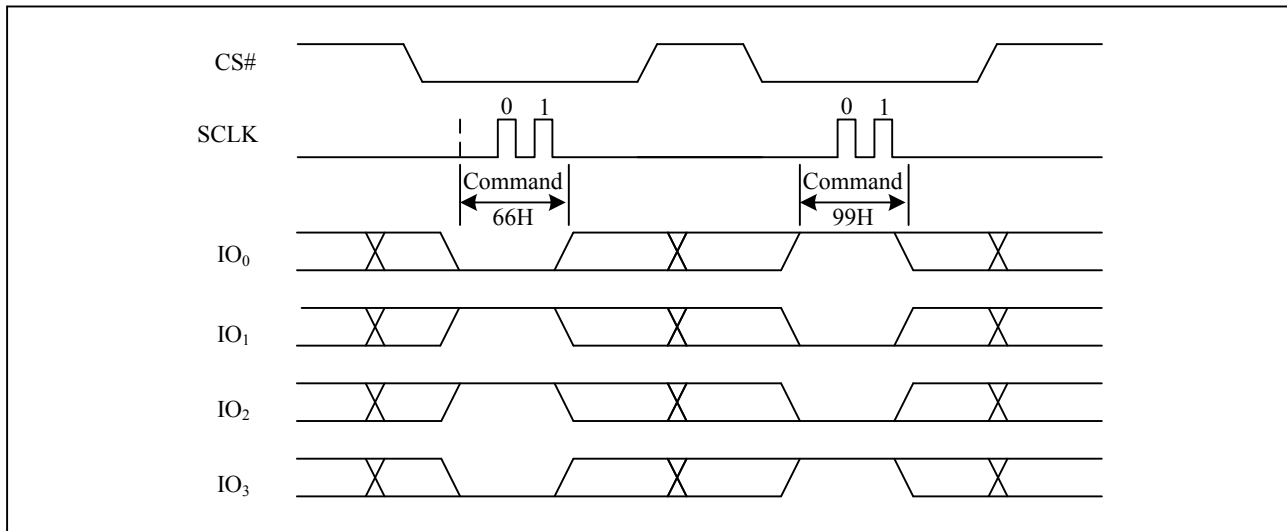 CS#
0 1 0 1
SCLK
Command Command
66H 99H
IO₀
IO₁
IO₂
IO₃